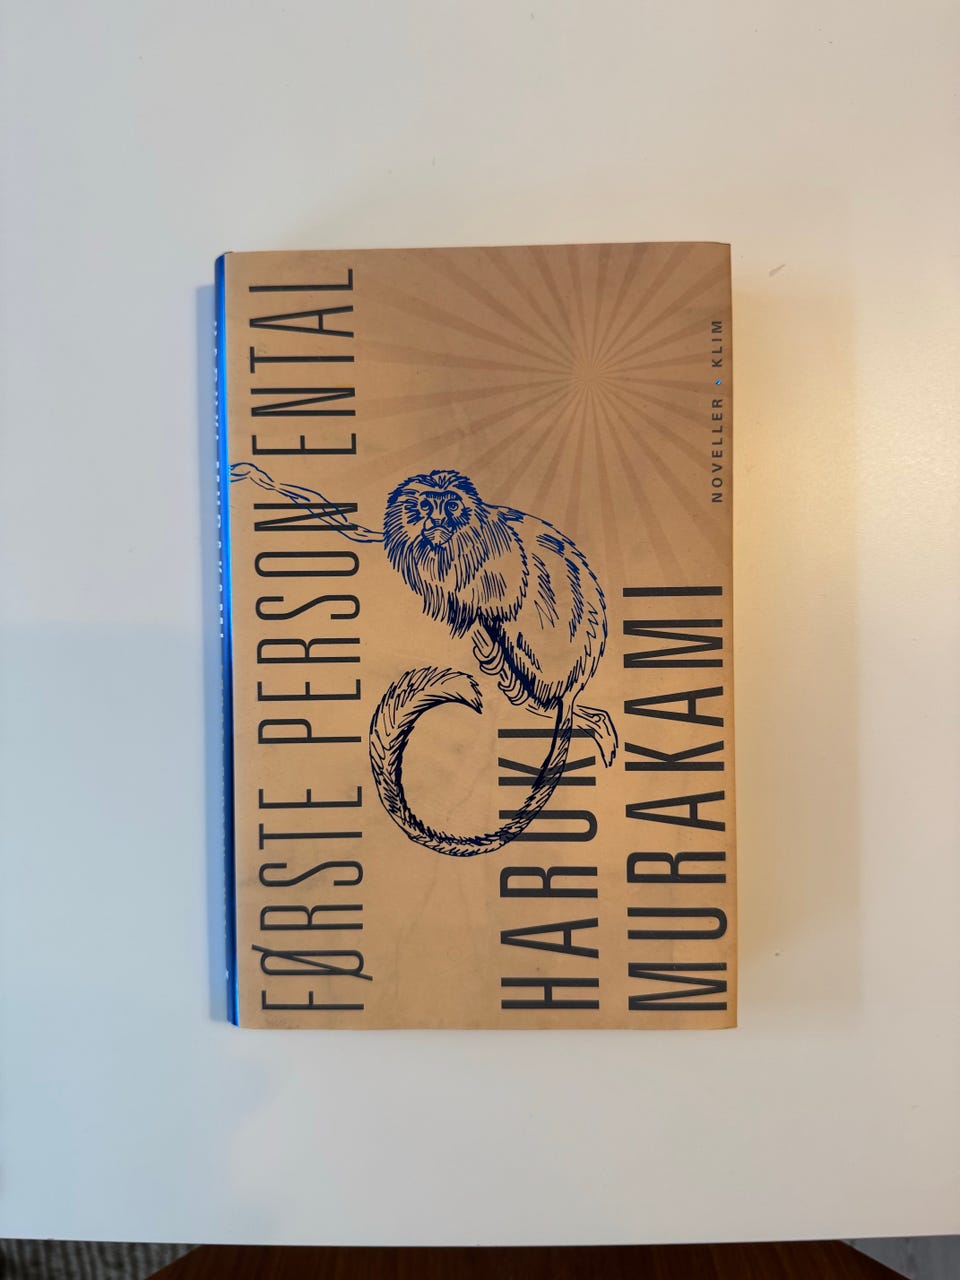 FØRSTE PERSON ENTAL
HARUKI
MURAKAMI
NOVELLER • KLIM